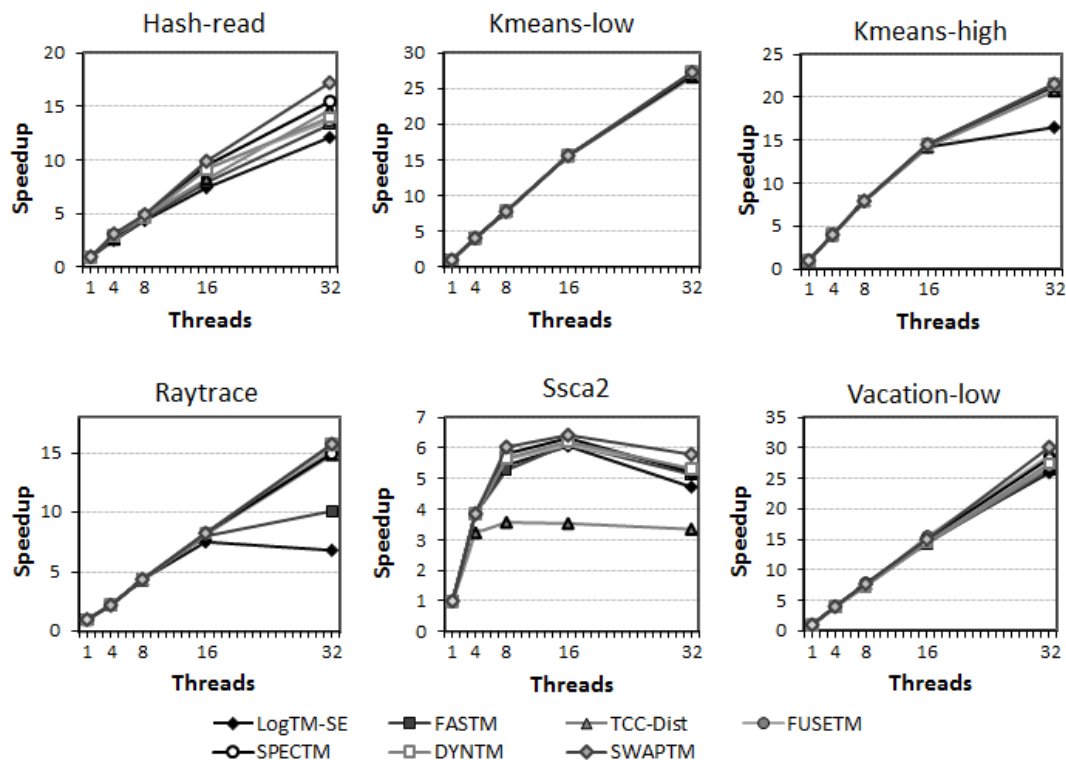 Hash-read
Kmeans-low
Kmeans-high
20
15
10
5
0
Speedup
1 4 8 16 32
Threads
30
25
20
15
10
5
0
Speedup
1 4 8 16 32
Threads
25
20
15
10
5
0
Speedup
1 4 8 16 32
Threads
Raytrace
Ssca2
Vacation-low
15
10
5
0
Speedup
1 4 8 16 32
Threads
7
6
5
4
3
2
1
0
Speedup
1 4 8 16 32
Threads
35
30
25
20
15
10
5
0
Speedup
1 4 8 16 32
Threads
LogTM-SE FASTM TCC-Dist FUSETM
SPECTM DYNTM SWAPTM